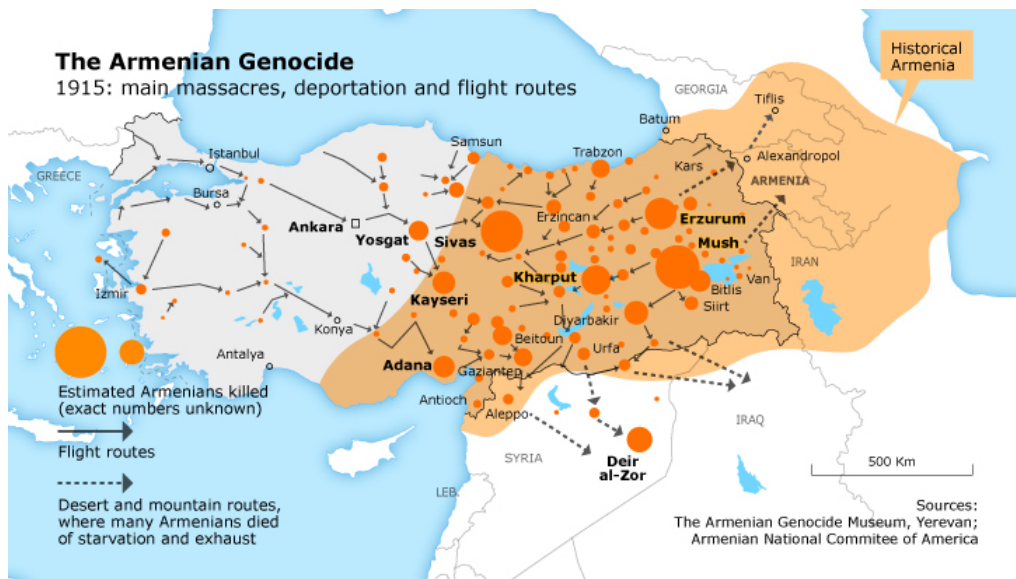 The Armenian Genocide
1915: main massacres, deportation and flight routes
Historical
Armenia
GEORGIA
Tiflis
Batum
Samsun
Trabzon
Kars
Alexandropol
Istanbul
GREECE
ARMENIA
Bursa
Ankara
Erzincan
Erzurum
Yosgat
Sivas
Mush
IRAN
Kharput
Van
Izmir
Kayseri
Bitlis
Siirt
Konya
Diyarbakir
Beitoun
Urfa
Antalya
Adana
Gaziantep
Estimated Armenians killed
(exact numbers unknown)
Antioch
Aleppo
IRAQ
Flight routes
SYRIA
Deir
al-Zor
500 Km
LEB.
Desert and mountain routes,
where many Armenians died
of starvation and exhaust
Sources:
The Armenian Genocide Museum, Yerevan;
Armenian National Commitee of America